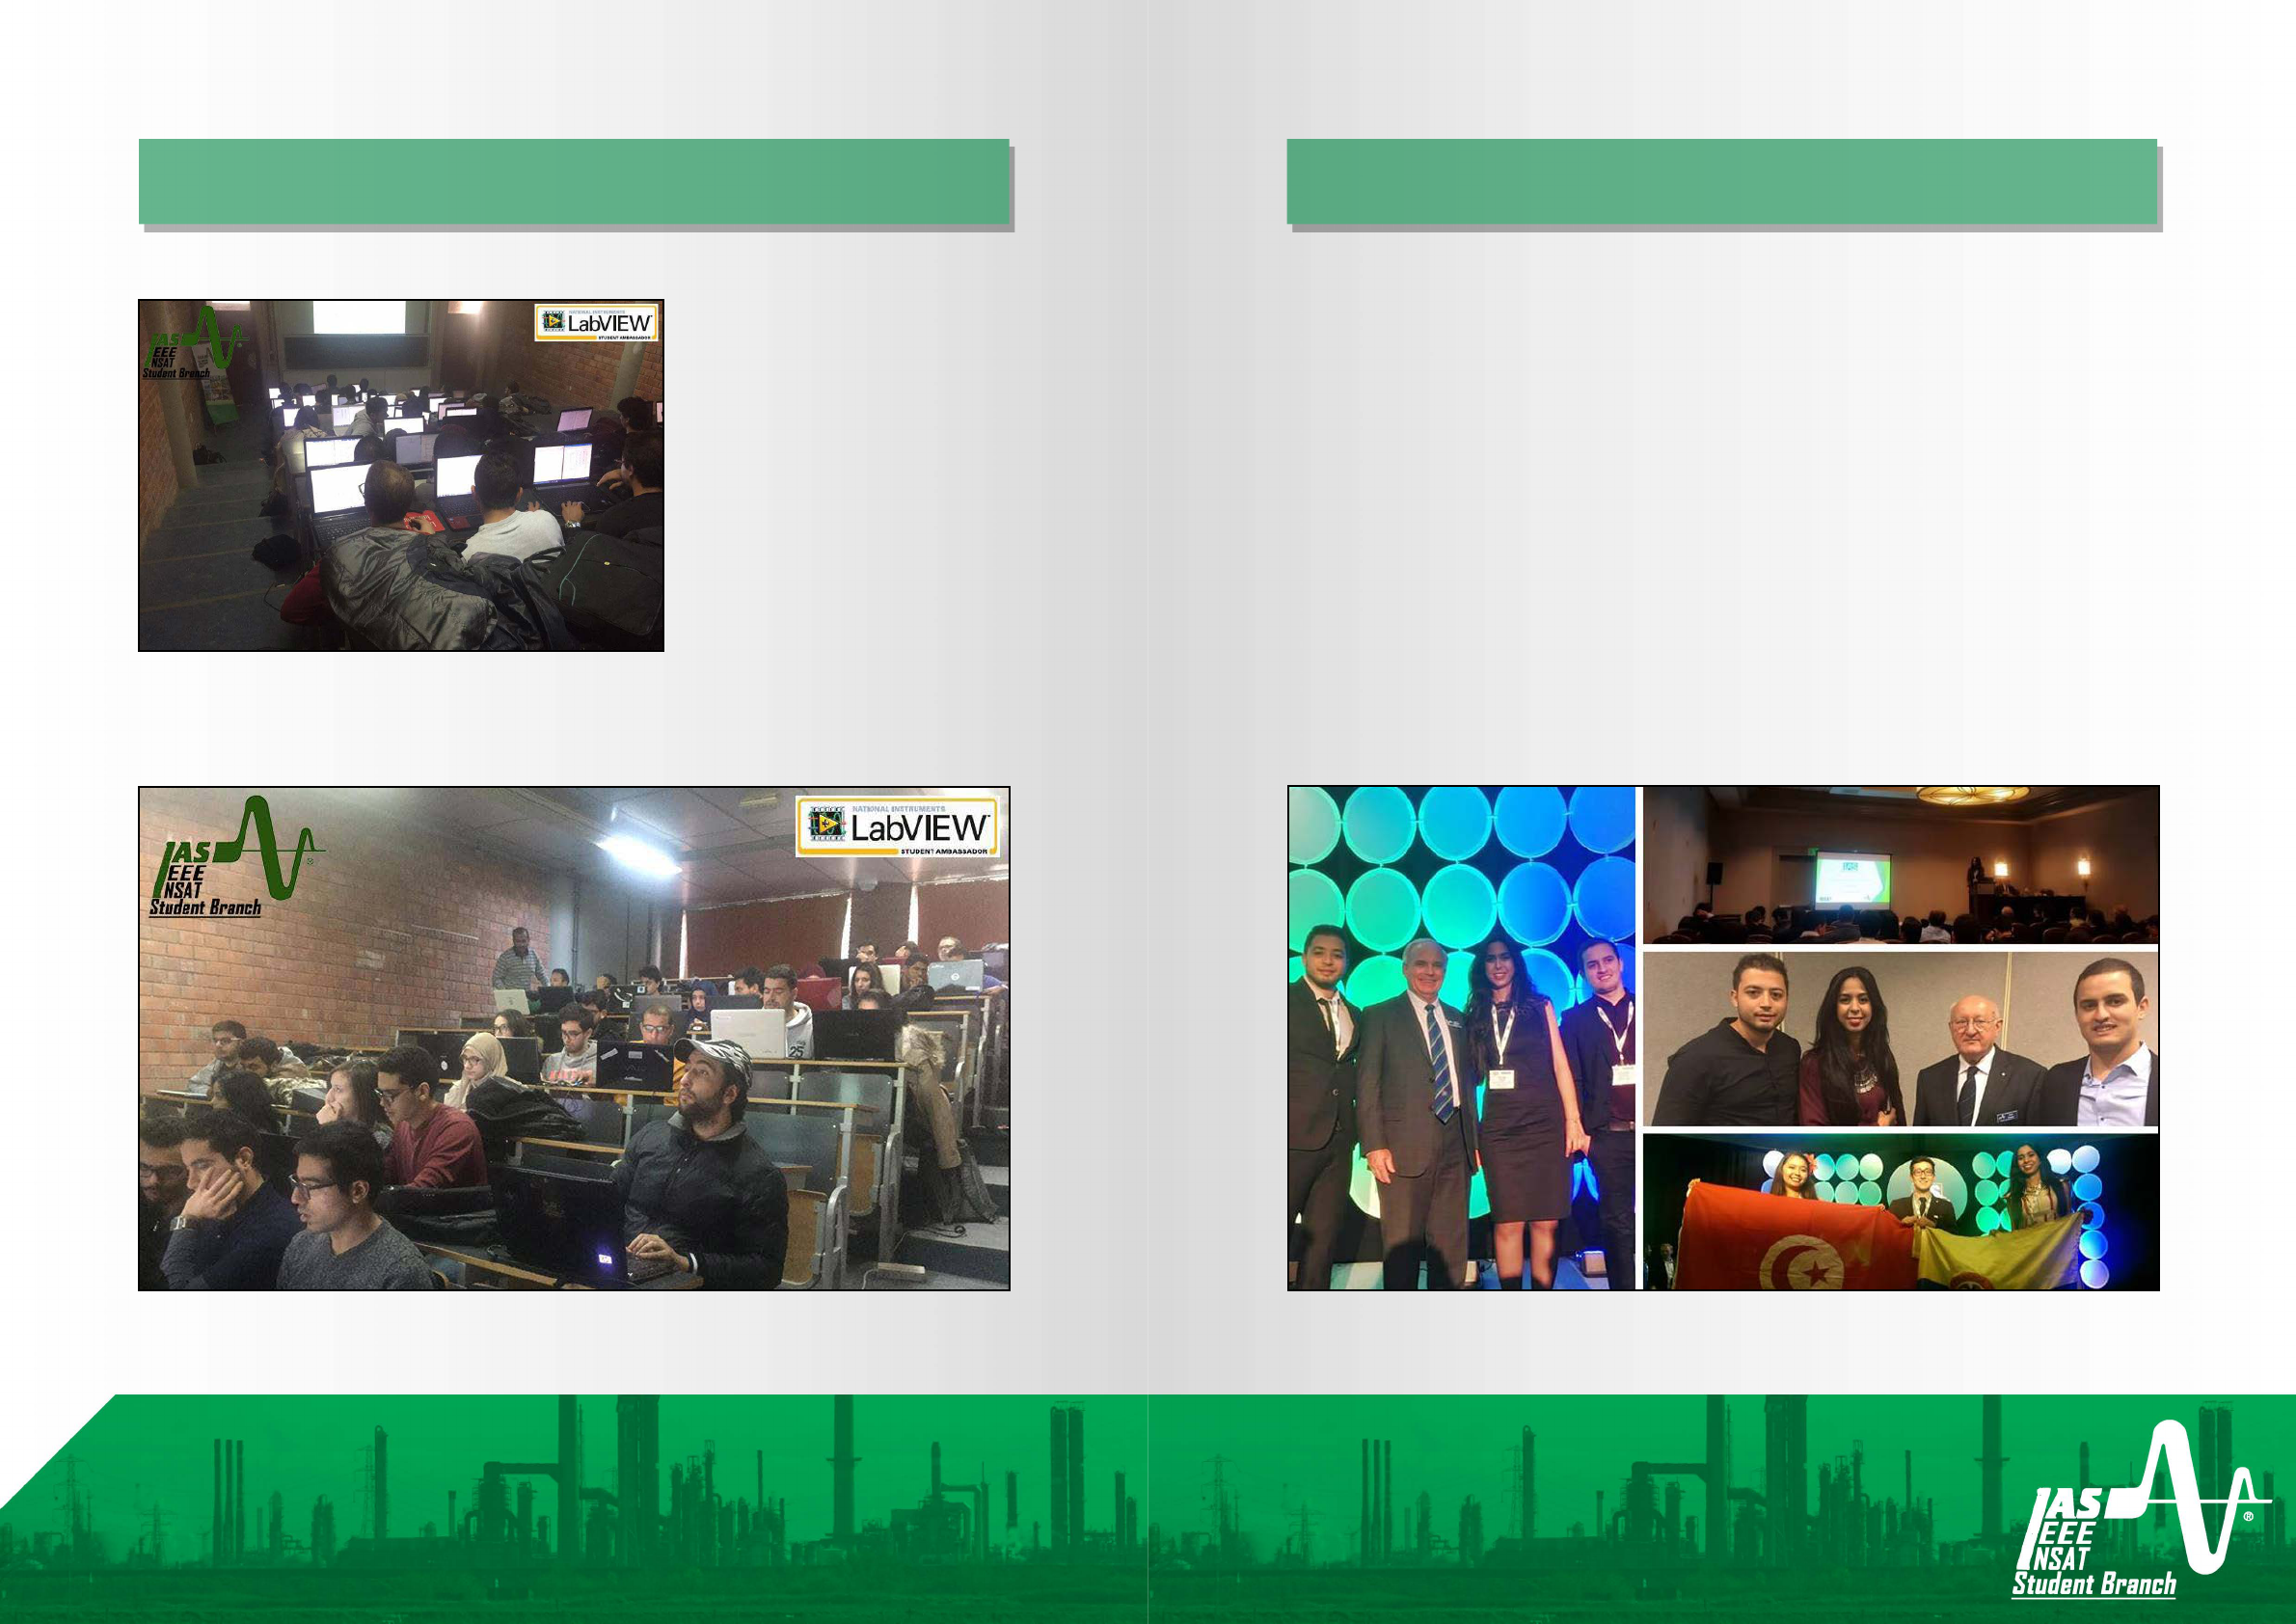 IAS
IEEE
INSAT
Student Branch
NATIONAL INSTRUMENTS
LabVIEW
STUDENT AMBASSADOR
IAS
IEEE
INSAT
Student Branch
®
NATIONAL INSTRUMENTS
LabVIEW
STUDENT AMBASSADOR
25
IAS
IEEE
INSAT
Student Branch
®